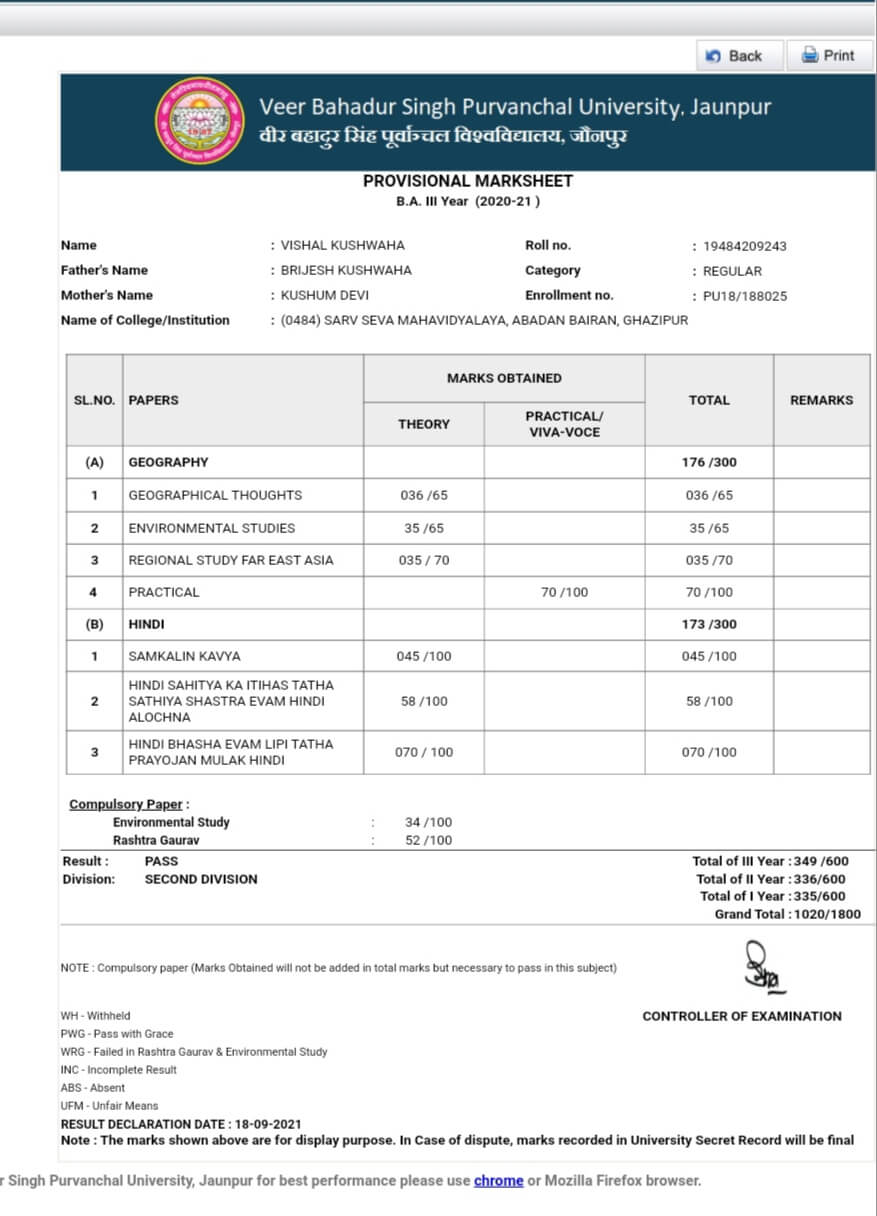 Back Print
Veer Bahadur Singh Purvanchal University, Jaunpur
वीर बहादुर सिंह पूर्वाञ्चल विश्वविद्यालय, जौनपुर
PROVISIONAL MARKSHEET
B.A. III Year (2020-21 )
Name : VISHAL KUSHWAHA Roll no. : 19484209243
Father's Name : BRIJESH KUSHWAHA Category : REGULAR
Mother's Name : KUSHUM DEVI Enrollment no. : PU18/188025
Name of College/Institution : (0484) SARV SEVA MAHAVIDYALAYA, ABADAN BAIRAN, GHAZIPUR
MARKS OBTAINED
SL.NO. PAPERS TOTAL REMARKS
THEORY PRACTICAL/
VIVA-VOCE
(A) GEOGRAPHY 176 /300
1 GEOGRAPHICAL THOUGHTS 036 /65 036 /65
2 ENVIRONMENTAL STUDIES 35 /65 35 /65
3 REGIONAL STUDY FAR EAST ASIA 035 / 70 035 /70
4 PRACTICAL 70 /100 70 /100
(B) HINDI 173 /300
1 SAMKALIN KAVYA 045 /100 045 /100
HINDI SAHITYA KA ITIHAS TATHA
2 SATHIYA SHASTRA EVAM HINDI 58 /100 58 /100
ALOCHNA
HINDI BHASHA EVAM LIPI TATHA
3 PRAYOJAN MULAK HINDI 070 / 100 070 /100
Compulsory Paper :
Environmental Study : 34 /100
Rashtra Gaurav : 52 /100
Result : PASS Total of III Year : 349 /600
Division: SECOND DIVISION Total of II Year : 336/600
Total of I Year : 335/600
Grand Total : 1020/1800
NOTE : Compulsory paper (Marks Obtained will not be added in total marks but necessary to pass in this subject)
WH - Withheld CONTROLLER OF EXAMINATION
PWG - Pass with Grace
WRG - Failed in Rashtra Gaurav & Environmental Study
INC - Incomplete Result
ABS - Absent
UFM - Unfair Means
RESULT DECLARATION DATE : 18-09-2021
Note : The marks shown above are for display purpose. In Case of dispute, marks recorded in University Secret Record will be final
r Singh Purvanchal University, Jaunpur for best performance please use chrome or Mozilla Firefox browser.